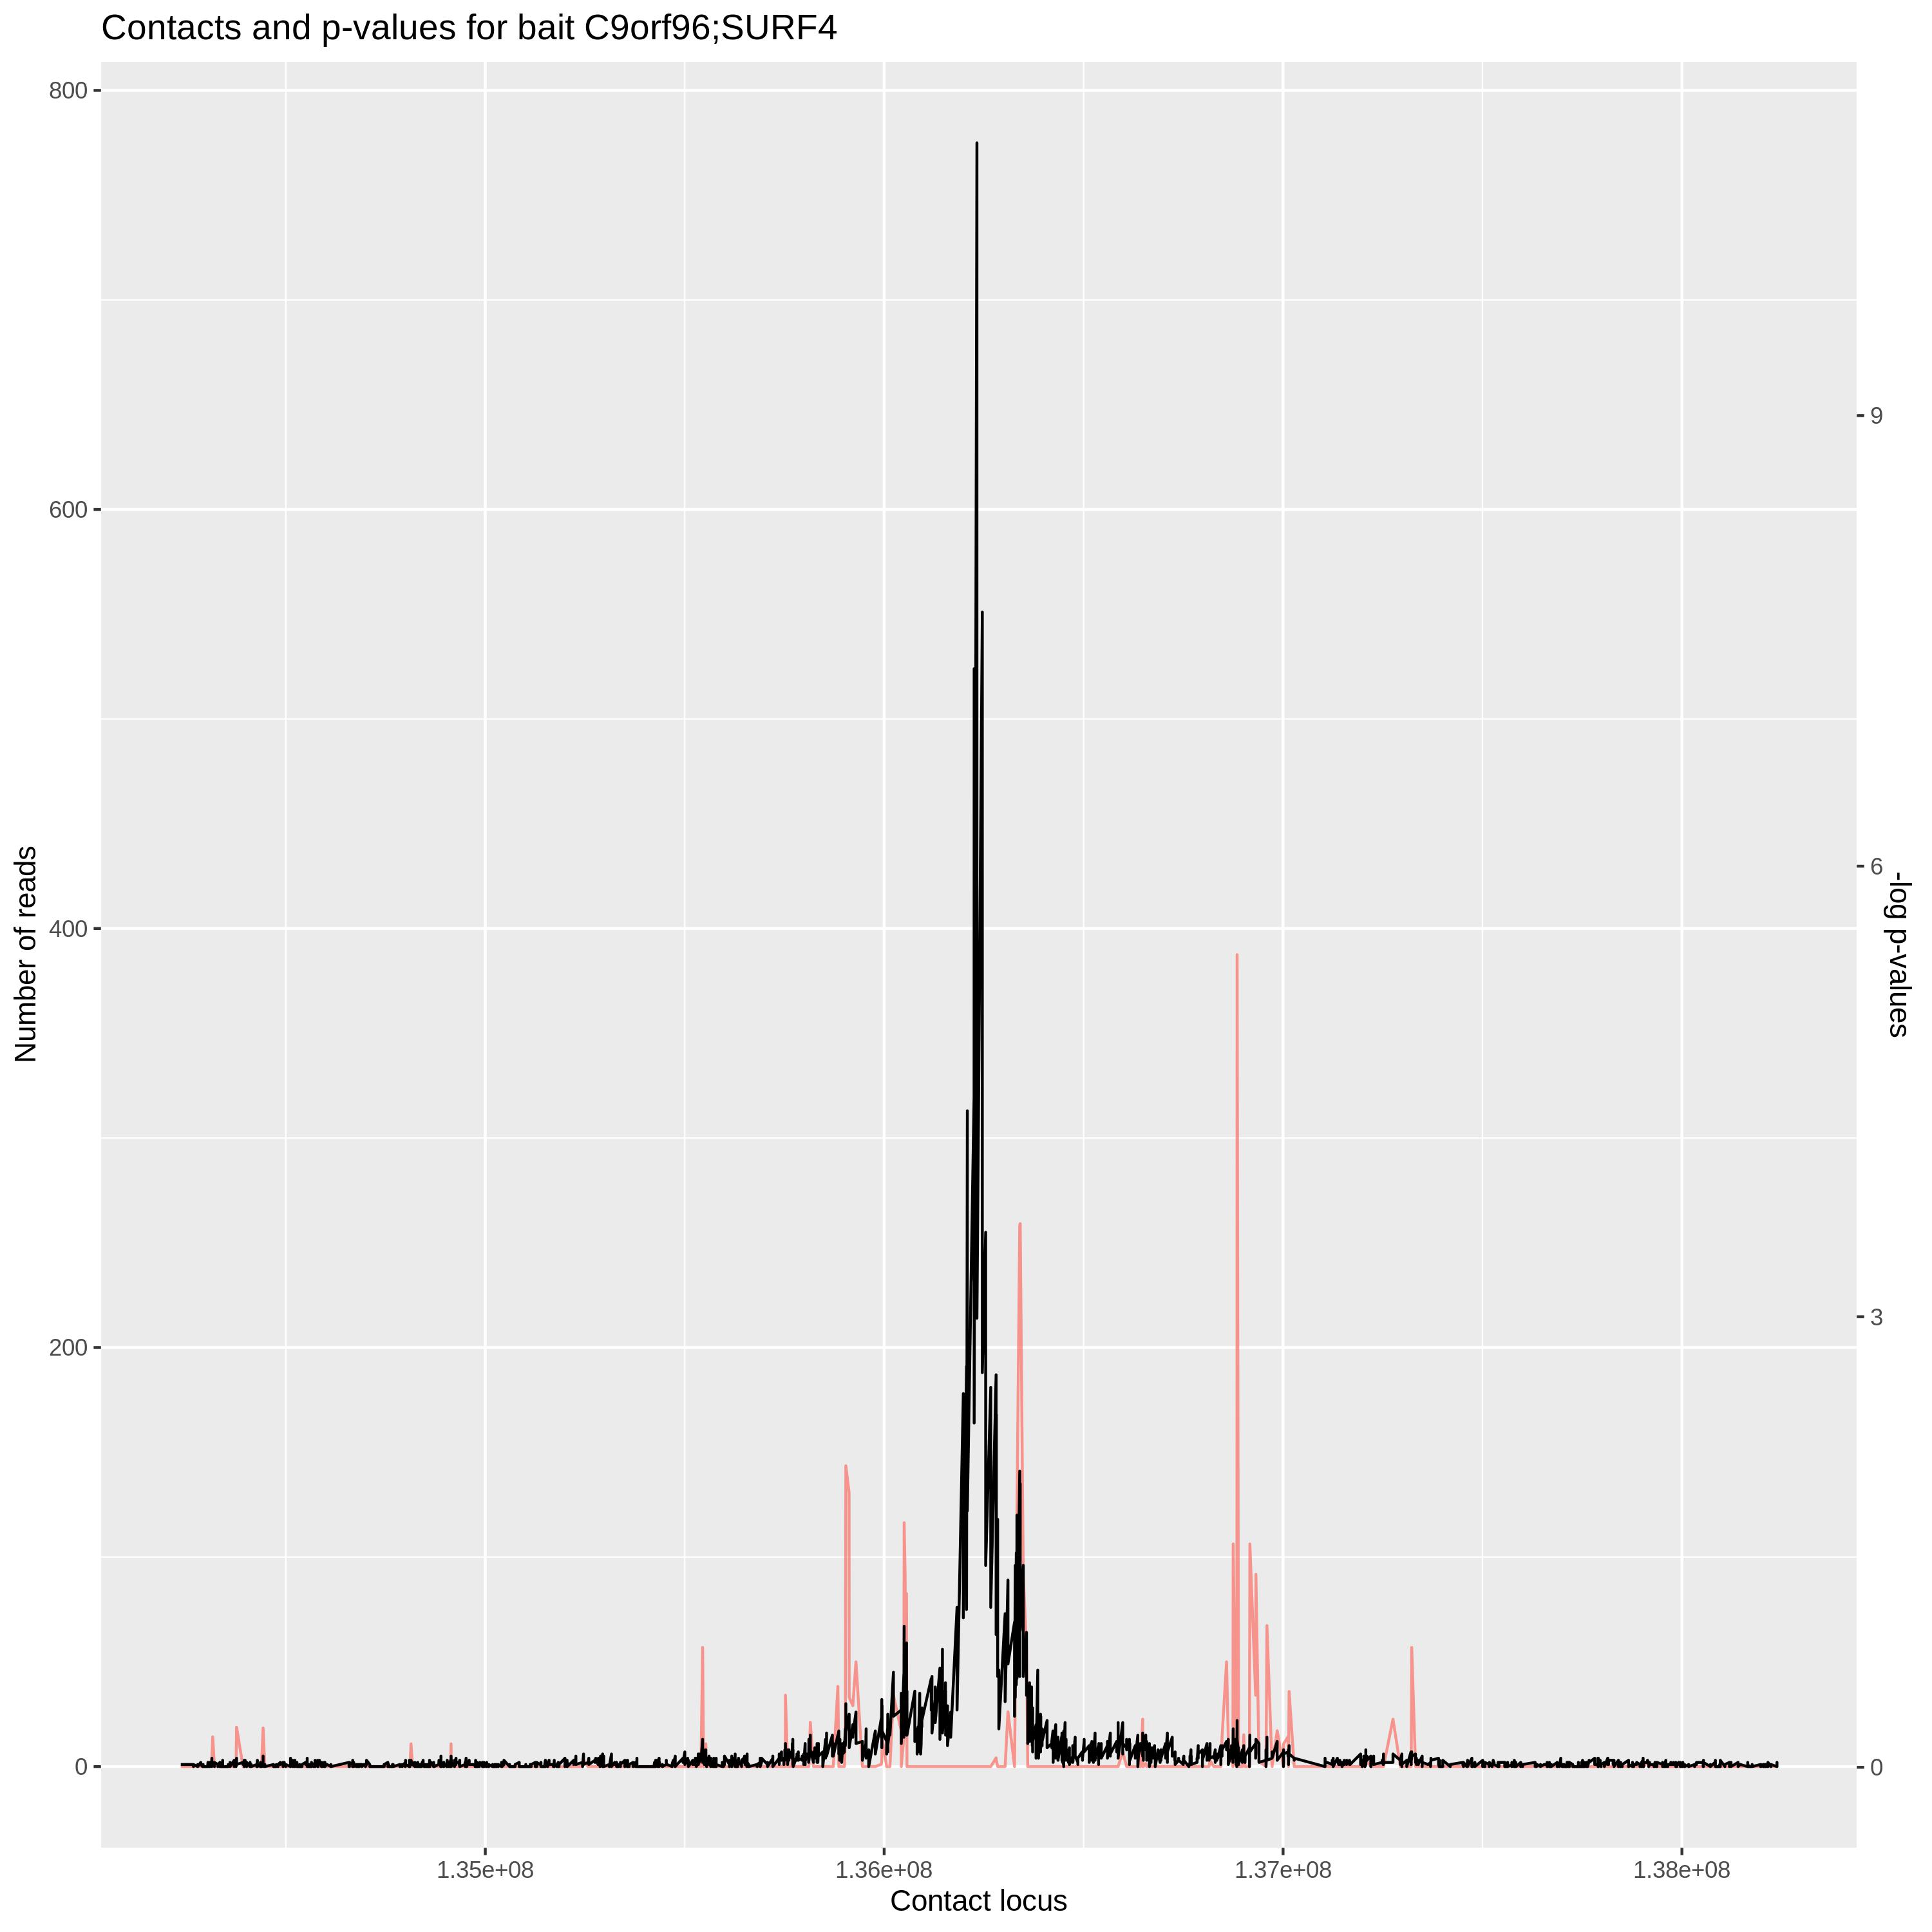 Contacts and p-values for bait C9orf96;SURF4
800
600
400
200
0
Number of reads
9
6
3
0
-log p-values
1.35e+08
1.36e+08
1.37e+08
1.38e+08
Contact locus